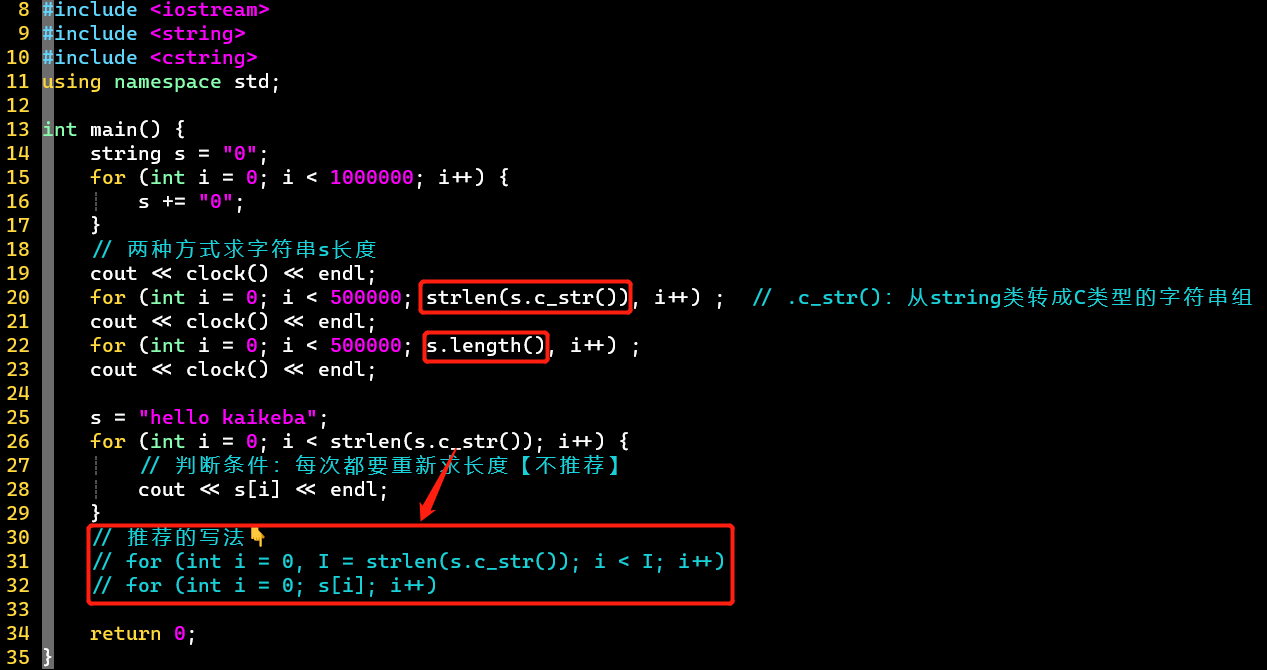 8 #include <iostream>
9 #include <string>
10 #include <cstring>
11 using namespace std;
12
13 int main() {
14     string s = "0";
15     for (int i = 0; i < 1000000; i++) {
16         s += "0";
17     }
18     // 两种方式求字符串s长度
19     cout << clock() << endl;
20     for (int i = 0; i < 500000; strlen(s.c_str()), i++) ;  // .c_str(): 从string类转成C类型的字符串组
21     cout << clock() << endl;
22     for (int i = 0; i < 500000; s.length(), i++) ;
23     cout << clock() << endl;
24
25     s = "hello kaikeba";
26     for (int i = 0; i < strlen(s.c_str()); i++) {
27         // 判断条件: 每次都要重新求长度【不推荐】
28         cout << s[i] << endl;
29     }
30     // 推荐的写法👇
31     // for (int i = 0, I = strlen(s.c_str()); i < I; i++)
32     // for (int i = 0; s[i]; i++)
33
34     return 0;
35 }